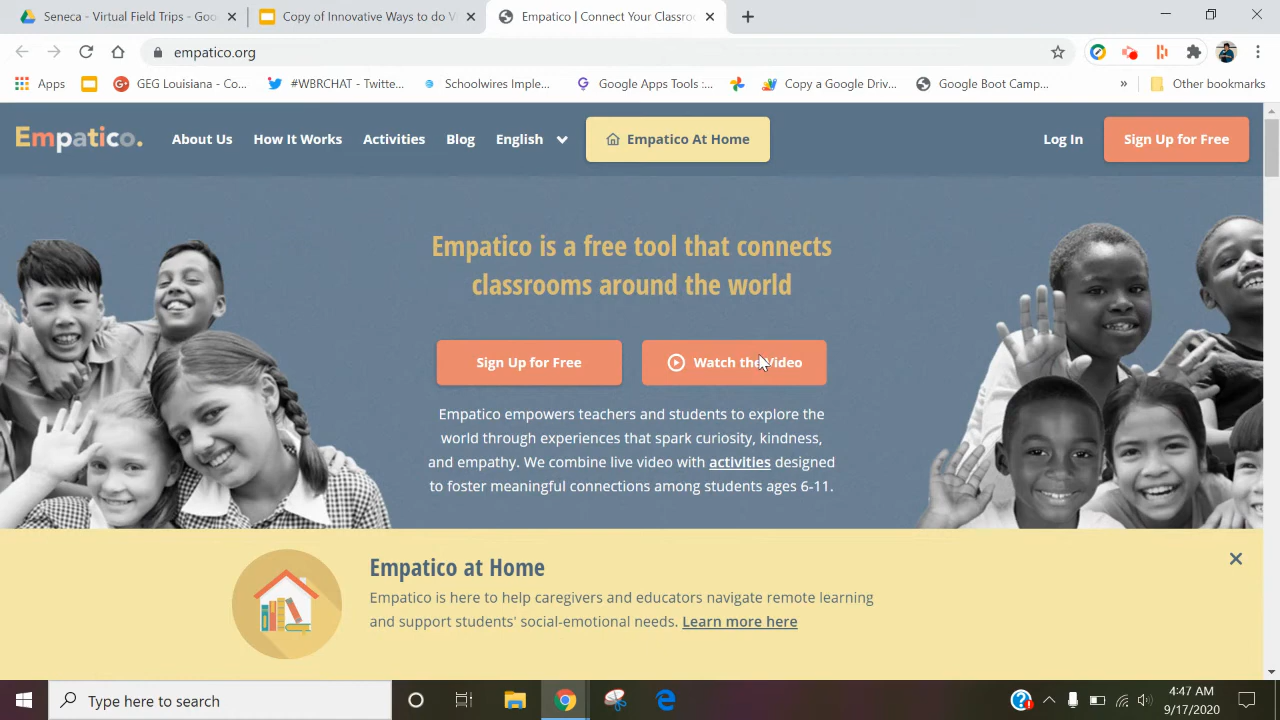 Seneca - Virtual Field Trips - Goo
Copy of Innovative Ways to do V
Empatico | Connect Your Classroo
empatico.org
Apps
GEG Louisiana - Co...
#WBRCHAT - Twitte...
Schoolwires Imple...
Google Apps Tools :...
Copy a Google Driv...
Google Boot Camp...
»
Other bookmarks
Empatico.
About Us
How It Works
Activities
Blog
English
Empatico At Home
Log In
Sign Up for Free
Empatico is a free tool that connects
classrooms around the world
Sign Up for Free
Watch the Video
Empatico empowers teachers and students to explore the
world through experiences that spark curiosity, kindness,
and empathy. We combine live video with activities designed
to foster meaningful connections among students ages 6-11.
Empatico at Home
Empatico is here to help caregivers and educators navigate remote learning
and support students' social-emotional needs. Learn more here
Type here to search
4:47 AM
9/17/2020